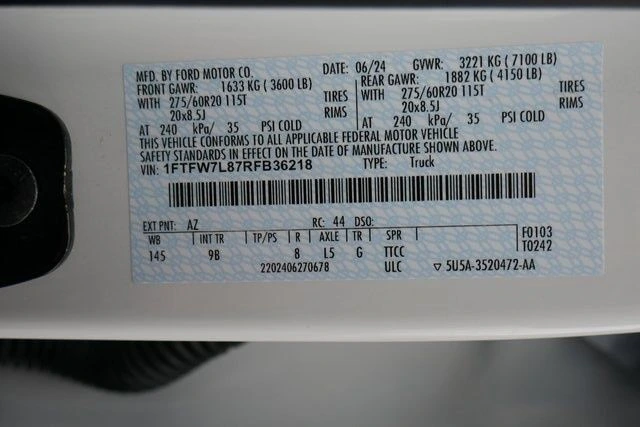 MFD. BY FORD MOTOR CO. DATE: 06/24 GVWR: 3221 KG ( 7100 LB)
FRONT GAWR: 1633 KG ( 3600 LB) REAR GAWR: 1882 KG ( 4150 LB)
WITH 275/60R20 115T TIRES WITH 275/60R20 115T TIRES
20x8.5J RIMS 20x8.5J RIMS
AT 240 kPa/ 35 PSI COLD AT 240 kPa/ 35 PSI COLD
THIS VEHICLE CONFORMS TO ALL APPLICABLE FEDERAL MOTOR VEHICLE
SAFETY STANDARDS IN EFFECT ON THE DATE OF MANUFACTURE SHOWN ABOVE.
VIN: 1FTFW7L87RFB36218 TYPE: Truck
EXT PNT: AZ RC: 44 DSO: F0103
WB INT TR TP/PS R AXLE TR SPR T0242
145 9B 8 L5 G TTCC
2202406270678 ULC ▽ 5U5A-3520472-AA